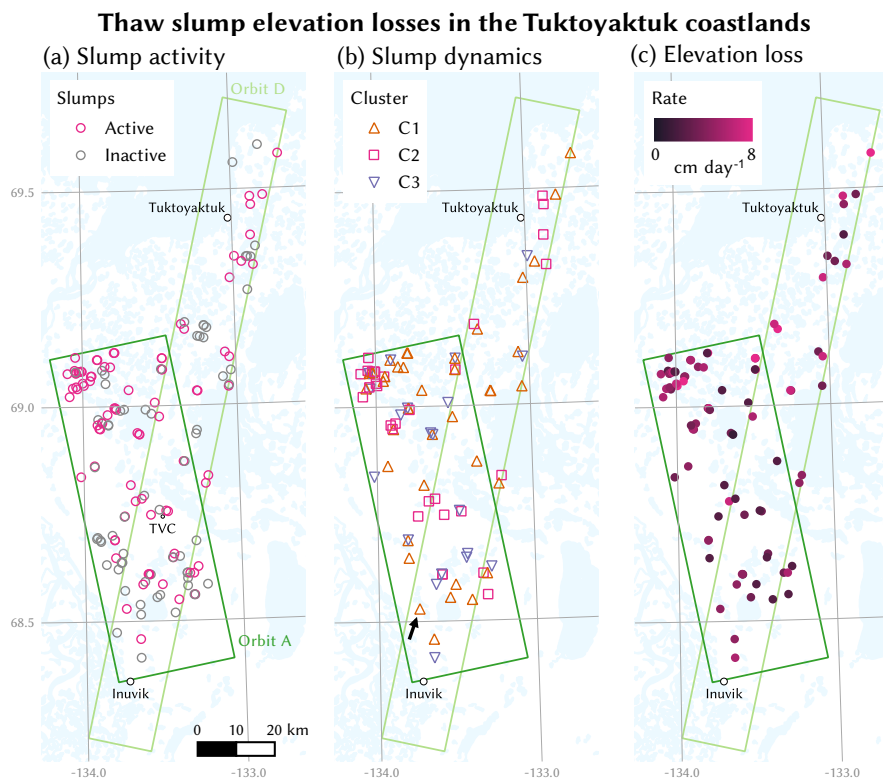 Thaw slump elevation losses in the Tuktoyaktuk coastlands
(a) Slump activity
(b) Slump dynamics
(c) Elevation loss
Orbit D
Slumps
Active
Inactive
Cluster
C1
C2
C3
Rate
0
8
cm day-1
69.5
69.0
68.5
Tuktoyaktuk
Tuktoyaktuk
Tuktoyaktuk
TVC
Orbit A
Inuvik
Inuvik
Inuvik
0 10 20 km
-134.0
-133.0
-134.0
-133.0
-134.0
-133.0